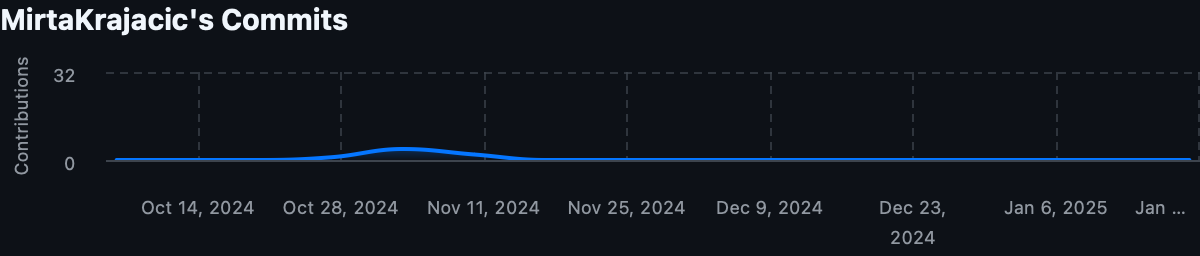 MirtaKrajacic's Commits
Contributions
32
0
Oct 14, 2024
Oct 28, 2024
Nov 11, 2024
Nov 25, 2024
Dec 9, 2024
Dec 23,
2024
Jan 6, 2025
Jan ...